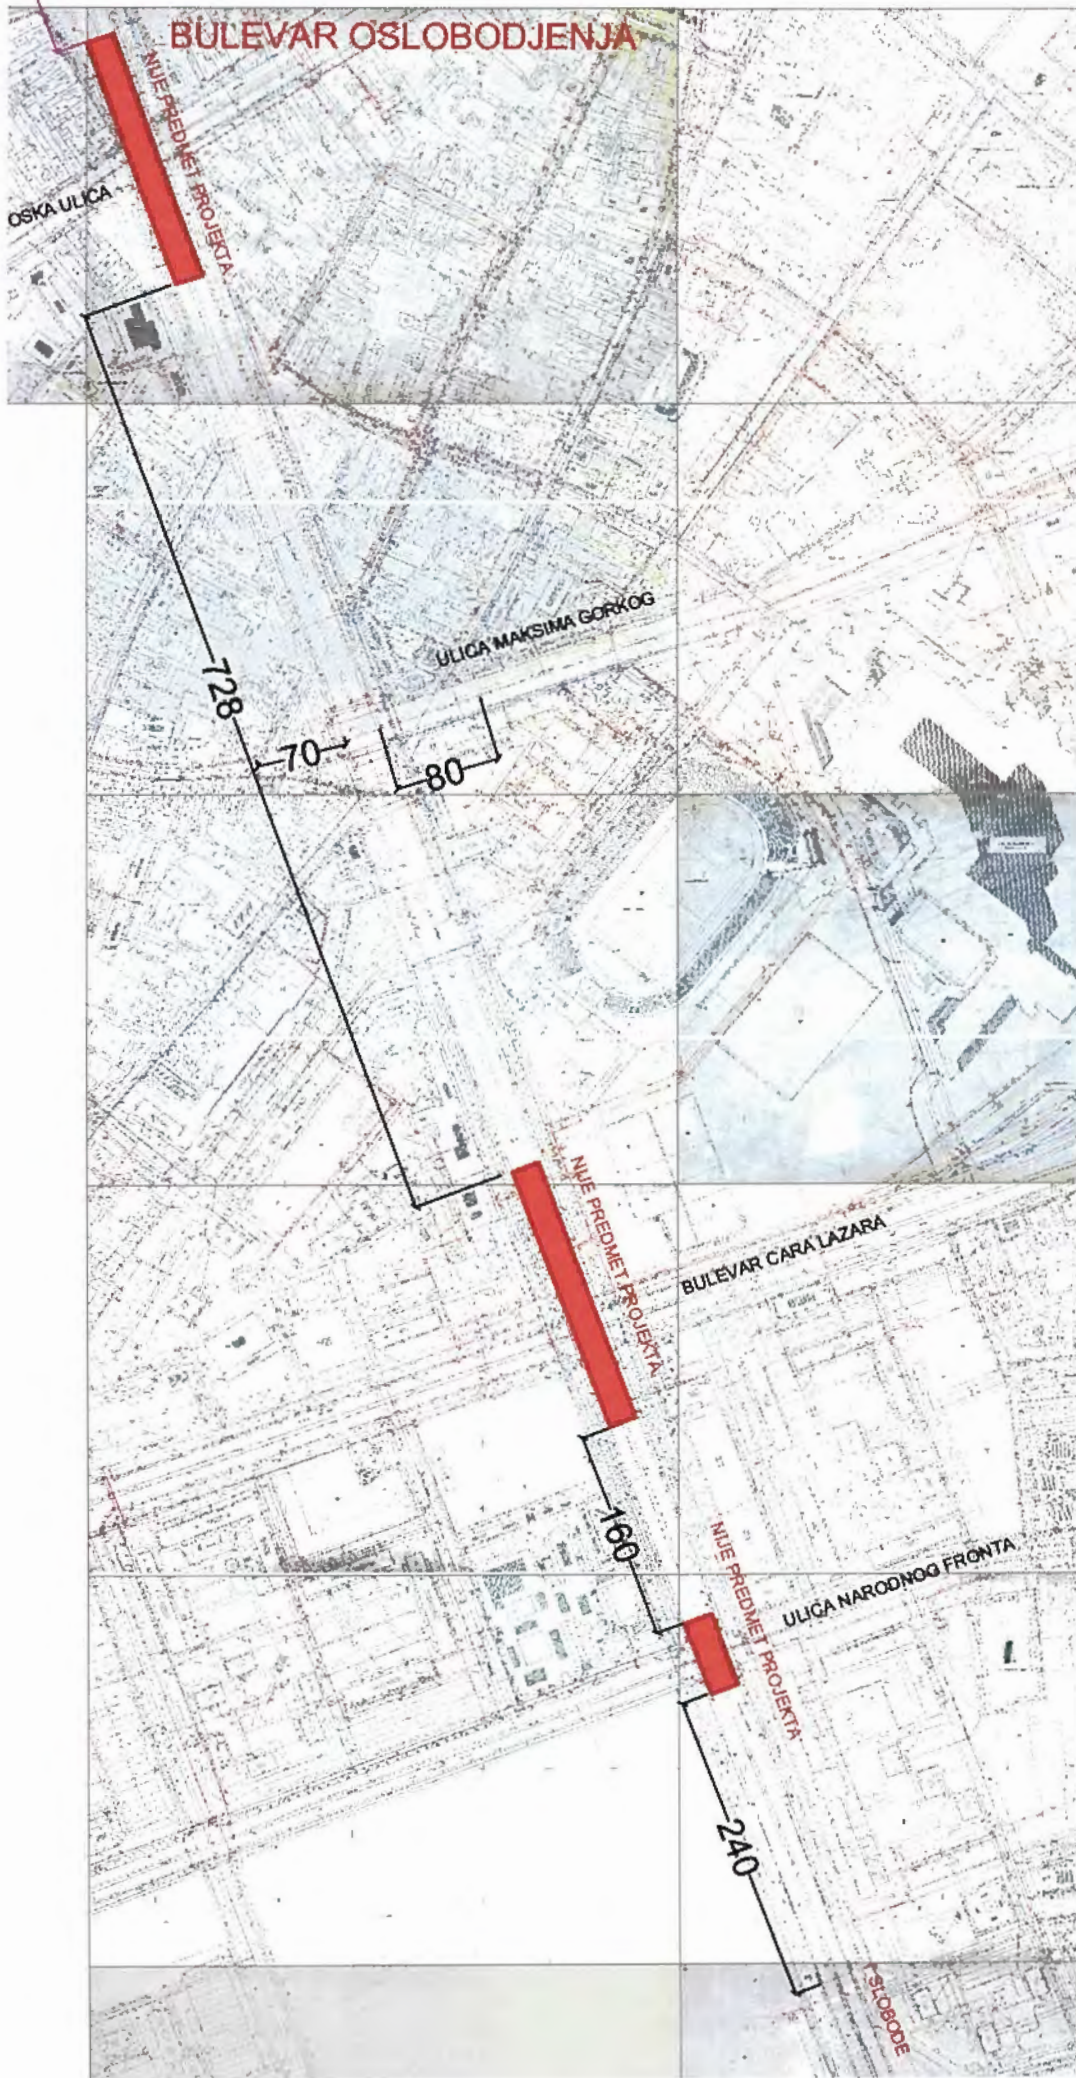 BULEVAR OSLOBODJENJA
NIJE PREDMET PROJEKTA
OSKA ULICA
ULICA MAKSIMA GORKOG
728
70
80
NIJE PREDMET PROJEKTA
BULEVAR CARA LAZARA
160
NIJE PREDMET PROJEKTA
ULICA NARODNOG FRONTA
240
SLOBODE